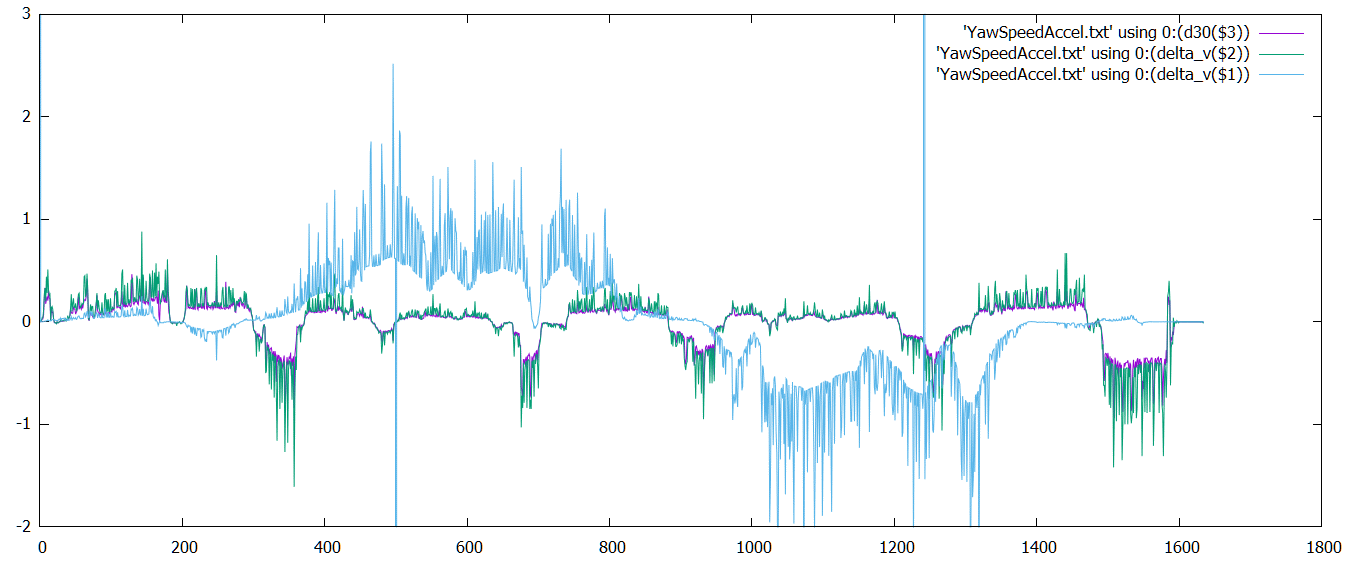 'YawSpeedAccel.txt' using 0:(d30($3))
'YawSpeedAccel.txt' using 0:(delta_v($2))
'YawSpeedAccel.txt' using 0:(delta_v($1))
3
2
1
0
-1
-2
0 200 400 600 800 1000 1200 1400 1600 1800